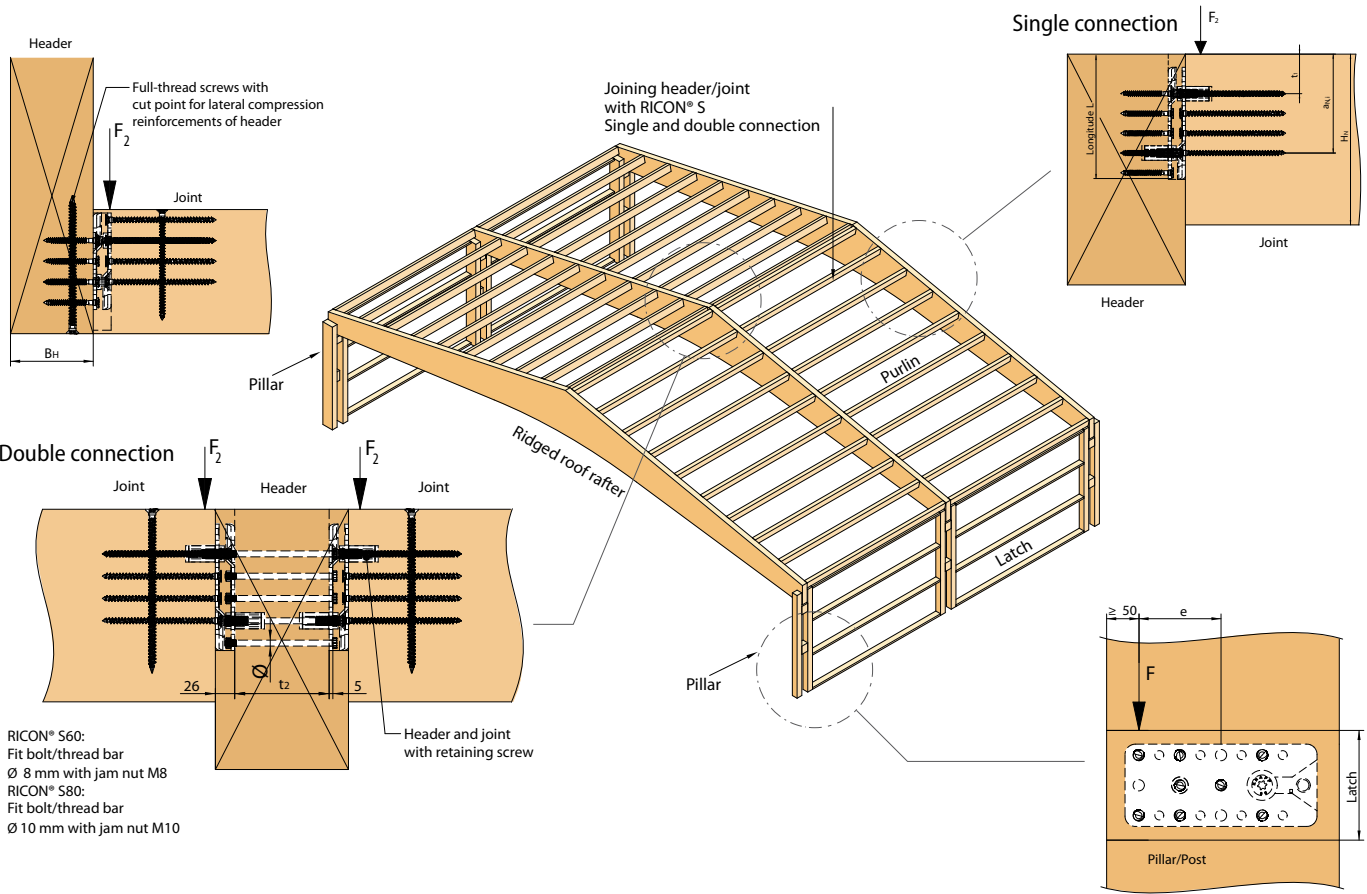 Header
Full-thread screws with
cut point for lateral compression
reinforcements of header
F2
Joint
BH
Single connection
F2
t1
aN,i
HN
Longitude L
Joint
Header
Joining header/joint
with RICON® S
Single and double connection
Pillar
Purlin
Ridged roof rafter
Latch
Pillar
Double connection
F2
F2
Joint
Header
Joint
Ø
26
t2
5
Header and joint
with retaining screw
RICON® S60:
Fit bolt/thread bar
Ø 8 mm with jam nut M8
RICON® S80:
Fit bolt/thread bar
Ø 10 mm with jam nut M10
≥ 50
e
F
Latch
Pillar/Post